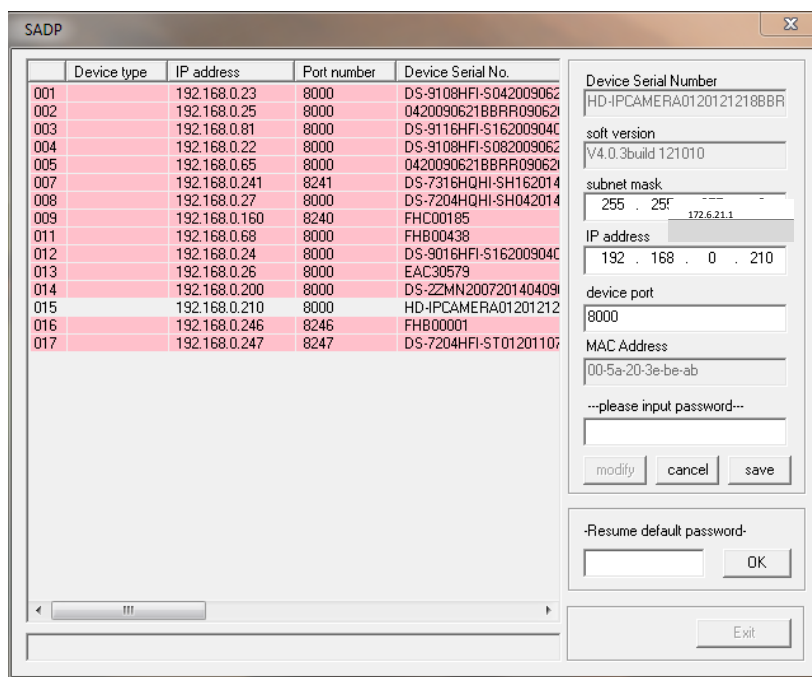 SADP
Device type IP address Port number Device Serial No.
001 192.168.0.23 8000 DS-9108HFI-S042009062
002 192.168.0.25 8000 0420090621BBRR09062
003 192.168.0.81 8000 DS-9116HFI-S16200904
004 192.168.0.22 8000 DS-9108HFI-S082009062
005 192.168.0.65 8000 0420090621BBRR09062
007 192.168.0.241 8241 DS-7316HQHI-SH162014
008 192.168.0.27 8000 DS-7204HQHI-SH042014
009 192.168.0.160 8240 FHC00185
011 192.168.0.68 8000 FHB00438
012 192.168.0.24 8000 DS-9016HFI-S16200904
013 192.168.0.26 8000 EAC30579
014 192.168.0.200 8000 DS-2ZMN200720140409
015 192.168.0.210 8000 HD-IPCAMERA01201212
016 192.168.0.246 8246 FHB00001
017 192.168.0.247 8247 DS-7204HFI-ST01201107
Device Serial Number
HD-IPCAMERA0120121218BBR
soft version
V4.0.3build 121010
subnet mask
255 . 255
172.6.21.1
IP address
192 . 168 . 0 . 210
device port
8000
MAC Address
00-5a-20-3e-be-ab
---please input password---
modify cancel save
-Resume default password-
OK
Exit